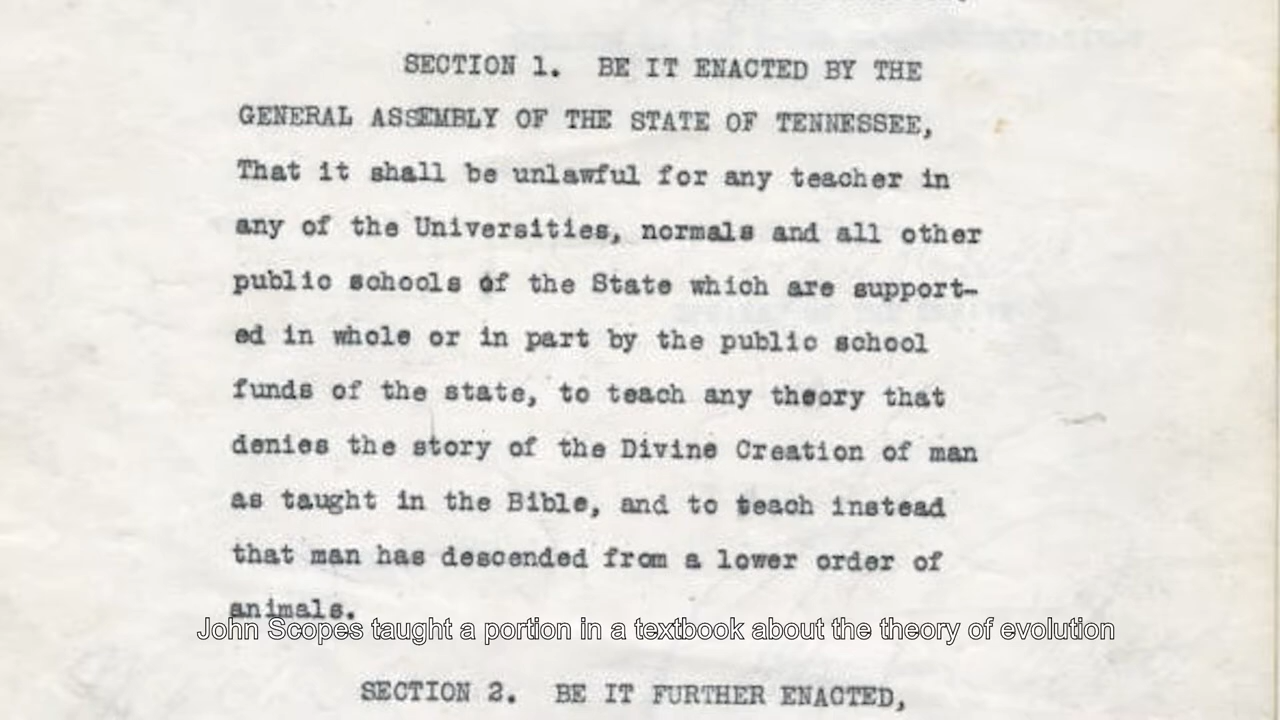 SECTION 1. BE IT ENACTED BY THE
GENERAL ASSEMBLY OF THE STATE OF TENNESSEE,
That it shall be unlawful for any teacher in
any of the Universities, normals and all other
public schools of the State which are support-
ed in whole or in part by the public school
funds of the state, to teach any theory that
denies the story of the Divine Creation of man
as taught in the Bible, and to teach instead
that man has descended from a lower order of
animals.
John Scopes taught a portion in a textbook about the theory of evolution
SECTION 2. BE IT FURTHER ENACTED,